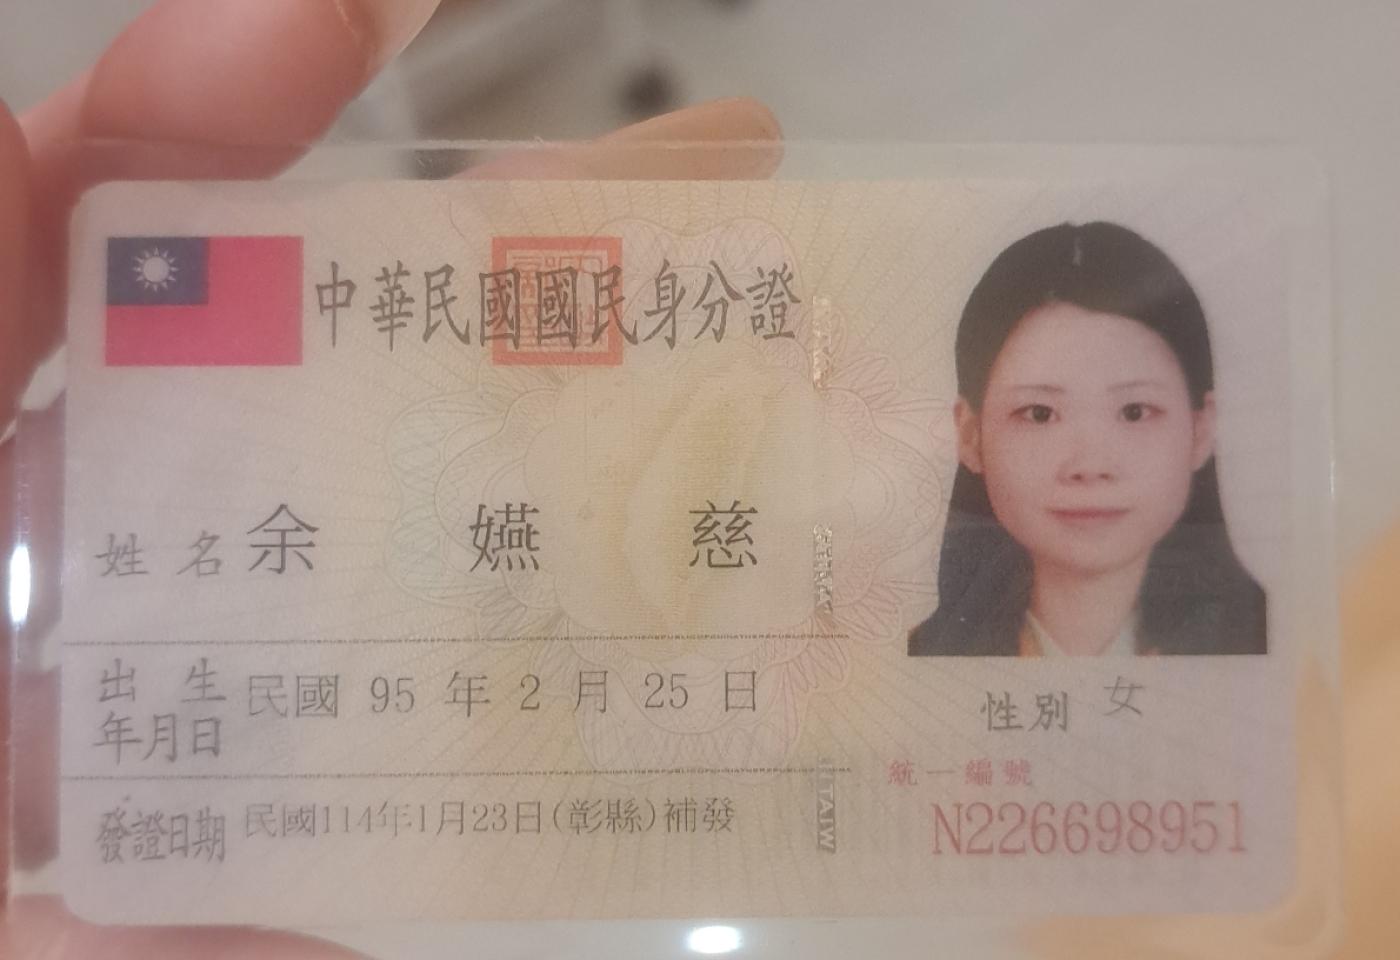 中華民國國民身分證
姓名 余嬿慈
出生年月日 民國 95 年 2 月 25 日
性別 女
發證日期 民國114年1月23日(彰縣)補發
統一編號
N226698951